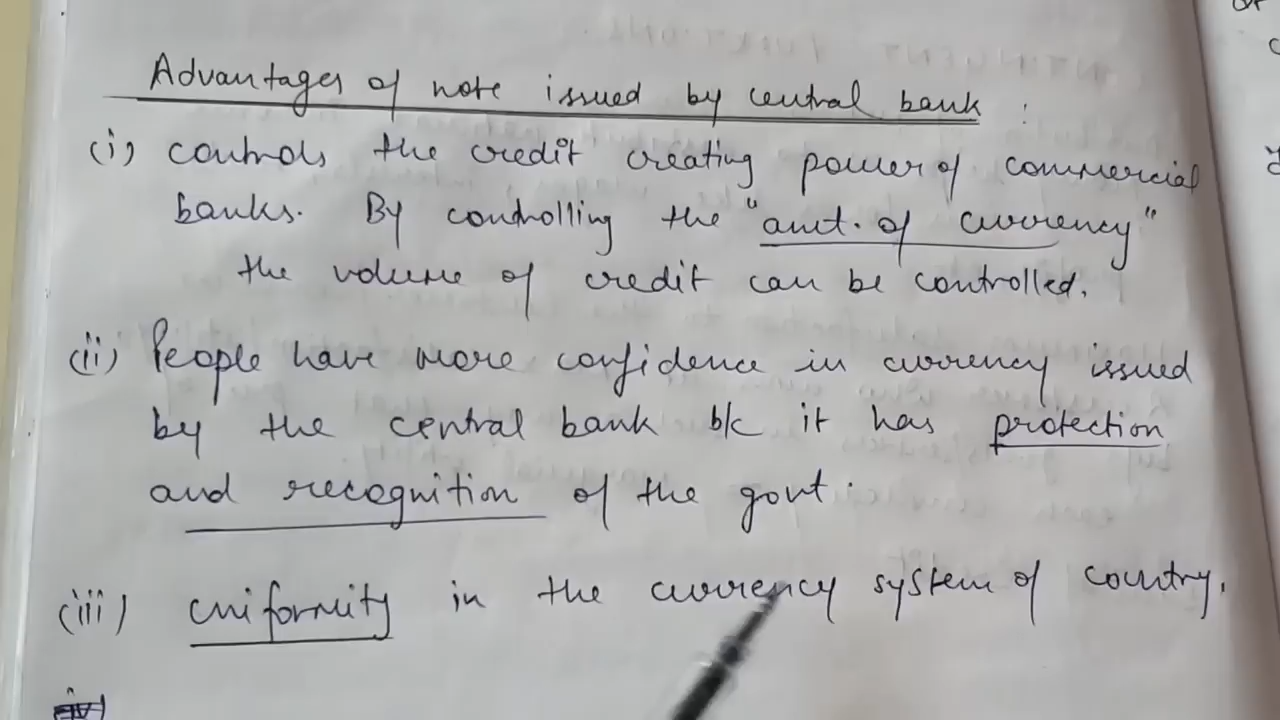 Advantages of note issued by central bank :
(i) controls the credit creating power of commercial
banks. By controlling the "amt. of currency"
the volume of credit can be controlled.
(ii) People have more confidence in currency issued
by the central bank b/c it has protection
and recognition of the govt.
(iii) uniformity in the currency system of country.